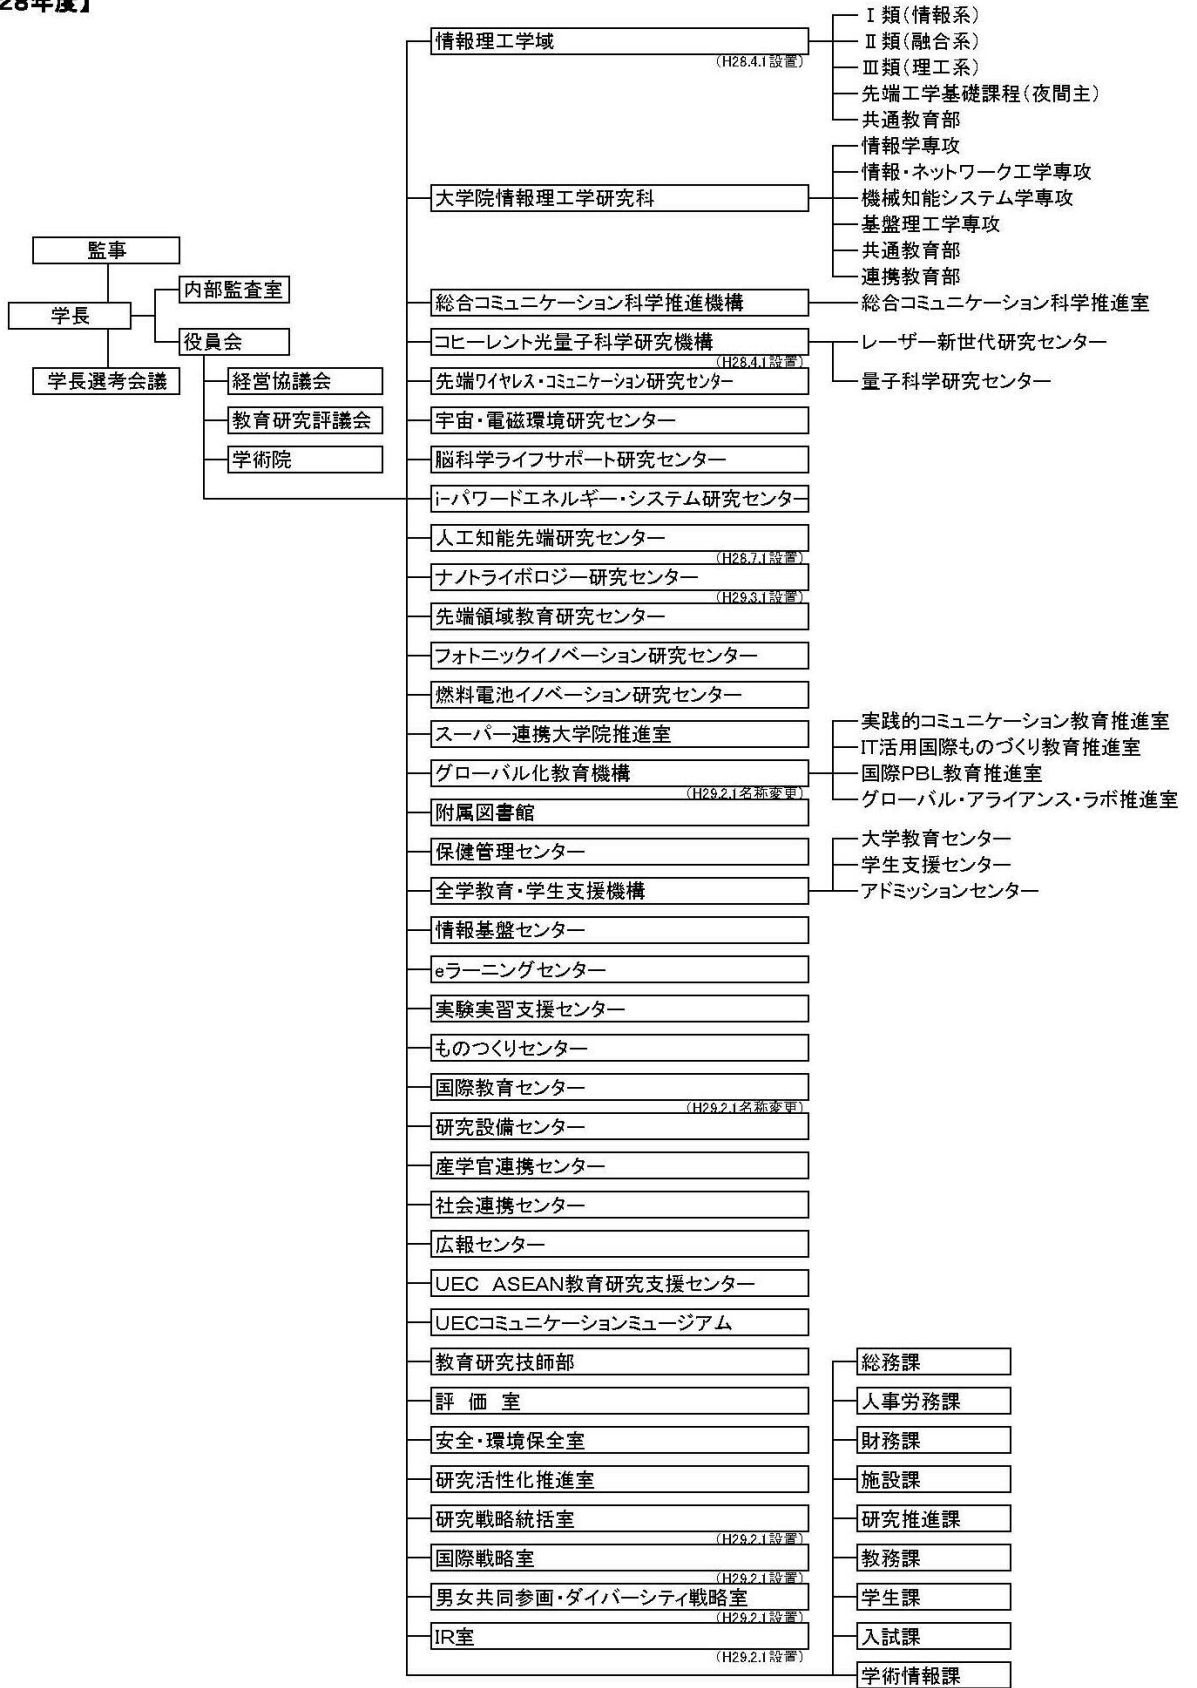 28年度】
監事
学長
内部監査室
役員会
学長選考会議
経営協議会
教育研究評議会
学術院
情報理工学域
(H28.4.1設置)
Ⅰ類(情報系)
Ⅱ類(融合系)
Ⅲ類(理工系)
先端工学基礎課程(夜間主)
共通教育部
大学院情報理工学研究科
情報学専攻
情報・ネットワーク工学専攻
機械知能システム学専攻
基盤理工学専攻
共通教育部
連携教育部
総合コミュニケーション科学推進機構
総合コミュニケーション科学推進室
コヒーレント光量子科学研究機構
(H28.4.1設置)
レーザー新世代研究センター
量子科学研究センター
先端ワイヤレス・コミュニケーション研究センター
宇宙・電磁環境研究センター
脳科学ライフサポート研究センター
i-パワードエネルギー・システム研究センター
人工知能先端研究センター
(H28.7.1設置)
ナノトライボロジー研究センター
(H29.3.1設置)
先端領域教育研究センター
フォトニックイノベーション研究センター
燃料電池イノベーション研究センター
スーパー連携大学院推進室
グローバル化教育機構
(H29.2.1名称変更)
実践的コミュニケーション教育推進室
IT活用国際ものづくり教育推進室
国際PBL教育推進室
グローバル・アライアンス・ラボ推進室
附属図書館
保健管理センター
全学教育・学生支援機構
大学教育センター
学生支援センター
アドミッションセンター
情報基盤センター
eラーニングセンター
実験実習支援センター
ものつくりセンター
国際教育センター
(H29.2.1名称変更)
研究設備センター
産学官連携センター
社会連携センター
広報センター
UEC ASEAN教育研究支援センター
UECコミュニケーションミュージアム
教育研究技師部
評 価 室
安全・環境保全室
研究活性化推進室
研究戦略統括室
(H29.2.1設置)
国際戦略室
(H29.2.1設置)
男女共同参画・ダイバーシティ戦略室
(H29.2.1設置)
IR室
(H29.2.1設置)
総務課
人事労務課
財務課
施設課
研究推進課
教務課
学生課
入試課
学術情報課